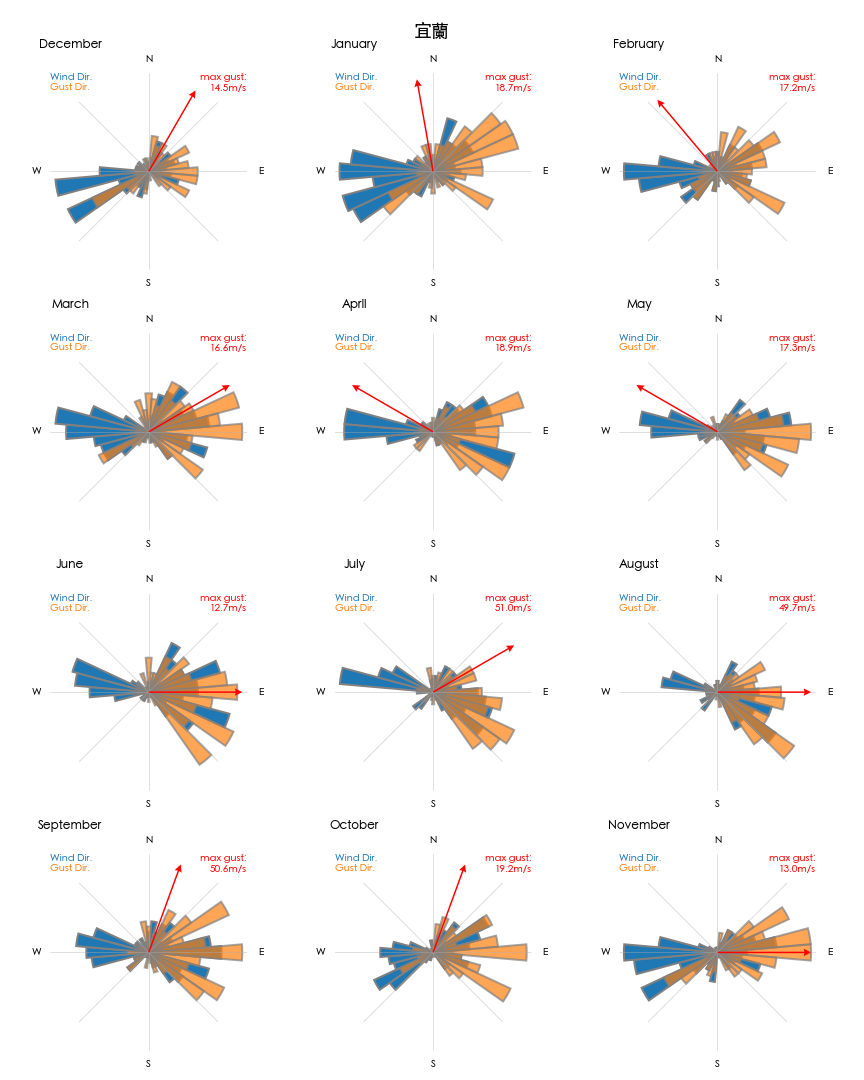 宜蘭
December
N
Wind Dir.
Gust Dir.
max gust:
14.5m/s
W
E
S
January
N
Wind Dir.
Gust Dir.
max gust:
18.7m/s
W
E
S
February
N
Wind Dir.
Gust Dir.
max gust:
17.2m/s
W
E
S
March
N
Wind Dir.
Gust Dir.
max gust:
16.6m/s
W
E
S
April
N
Wind Dir.
Gust Dir.
max gust:
18.9m/s
W
E
S
May
N
Wind Dir.
Gust Dir.
max gust:
17.3m/s
W
E
S
June
N
Wind Dir.
Gust Dir.
max gust:
12.7m/s
W
E
S
July
N
Wind Dir.
Gust Dir.
max gust:
51.0m/s
W
E
S
August
N
Wind Dir.
Gust Dir.
max gust:
49.7m/s
W
E
S
September
N
Wind Dir.
Gust Dir.
max gust:
50.6m/s
W
E
S
October
N
Wind Dir.
Gust Dir.
max gust:
19.2m/s
W
E
S
November
N
Wind Dir.
Gust Dir.
max gust:
13.0m/s
W
E
S